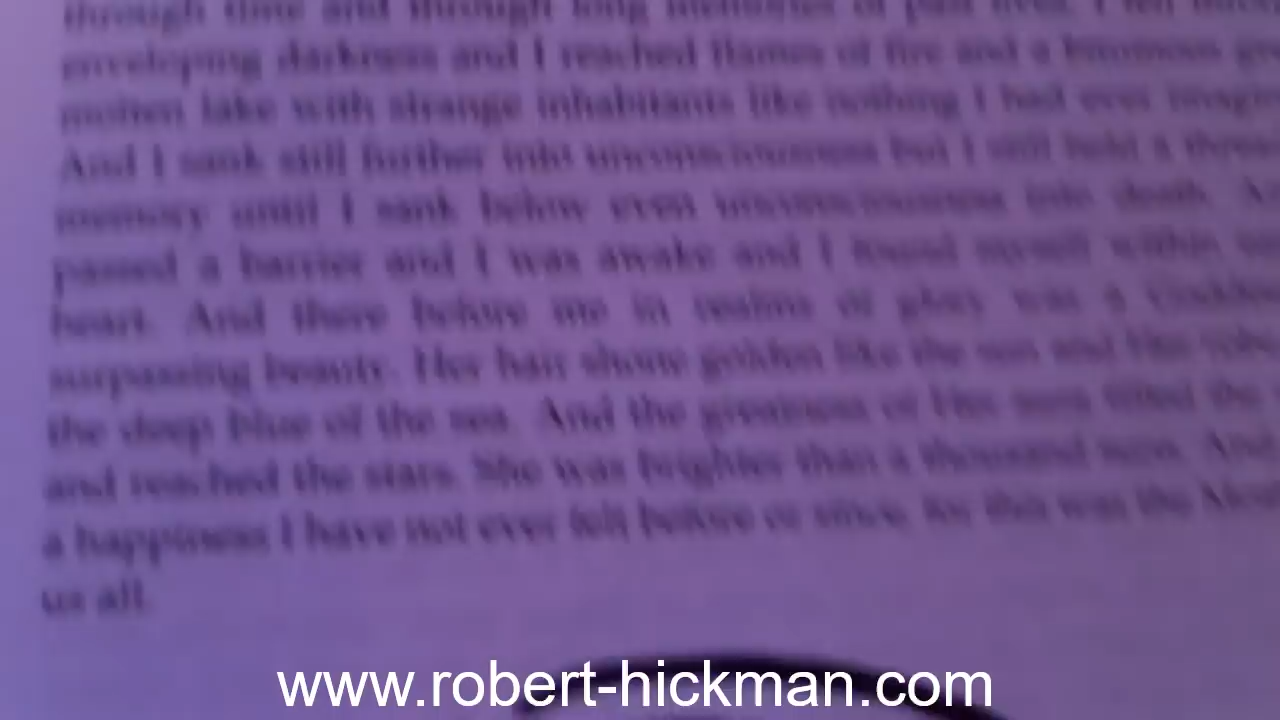 through time and through long memories of past lives. I fell
enveloping darkness and I reached flames of fire and a
molten lake with strange inhabitants like nothing I had ever
And I sank still further into unconsciousness but I still held a
memory until I sank below even unconsciousness into death.
passed a barrier and I was awake and I found myself within
heart. And there before me in realms of glory was a
surpassing beauty. Her hair shone golden like the sun and Her
the deep blue of the sea. And the greatness of Her aura filled the
and reached the stars. She was brighter than a thousand suns. And
a happiness I have not ever felt before or since, for this was the
us all.
www.robert-hickman.com